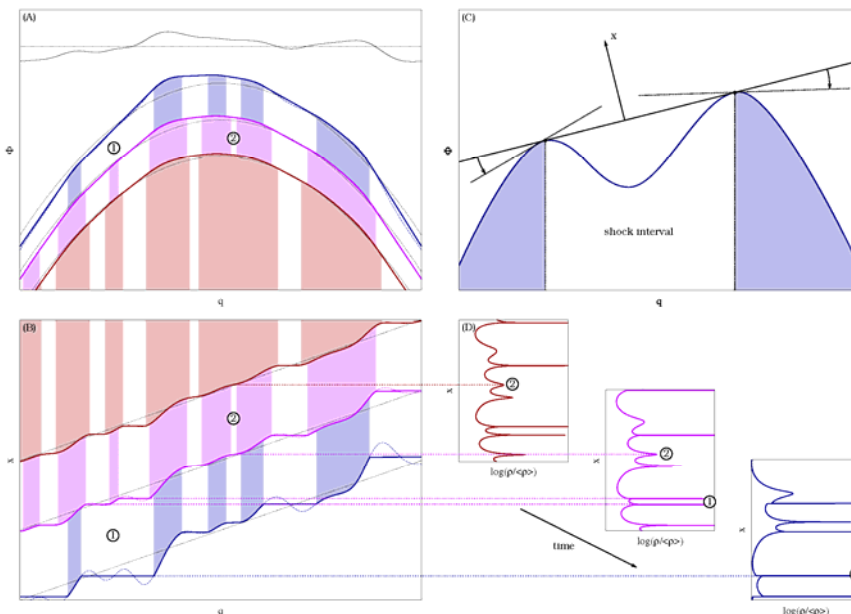 (A)
Φ
①
②
q
(C)
x
Φ
shock interval
q
(B)
x
②
①
q
(D)
x
②
log(ρ/<ρ>)
x
②
①
log(ρ/<ρ>)
time
x
log(ρ/<ρ>)